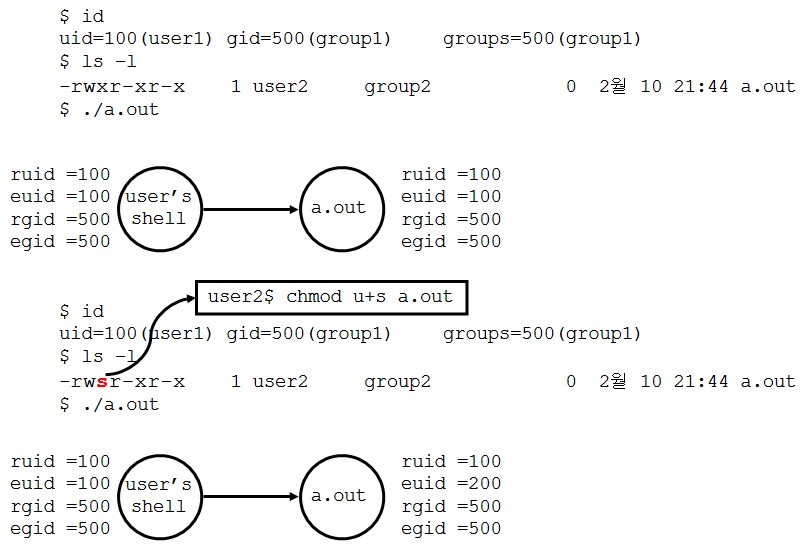 $ id
uid=100(user1) gid=500(group1) groups=500(group1)
$ ls -l
-rwxr-xr-x 1 user2 group2 0 2월 10 21:44 a.out
$ ./a.out
ruid =100
euid =100
rgid =500
egid =500
user's
shell
a.out
ruid =100
euid =100
rgid =500
egid =500
user2$ chmod u+s a.out
$ id
uid=100(user1) gid=500(group1) groups=500(group1)
$ ls -l
-rwsr-xr-x 1 user2 group2 0 2월 10 21:44 a.out
$ ./a.out
ruid =100
euid =100
rgid =500
egid =500
user's
shell
a.out
ruid =100
euid =200
rgid =500
egid =500